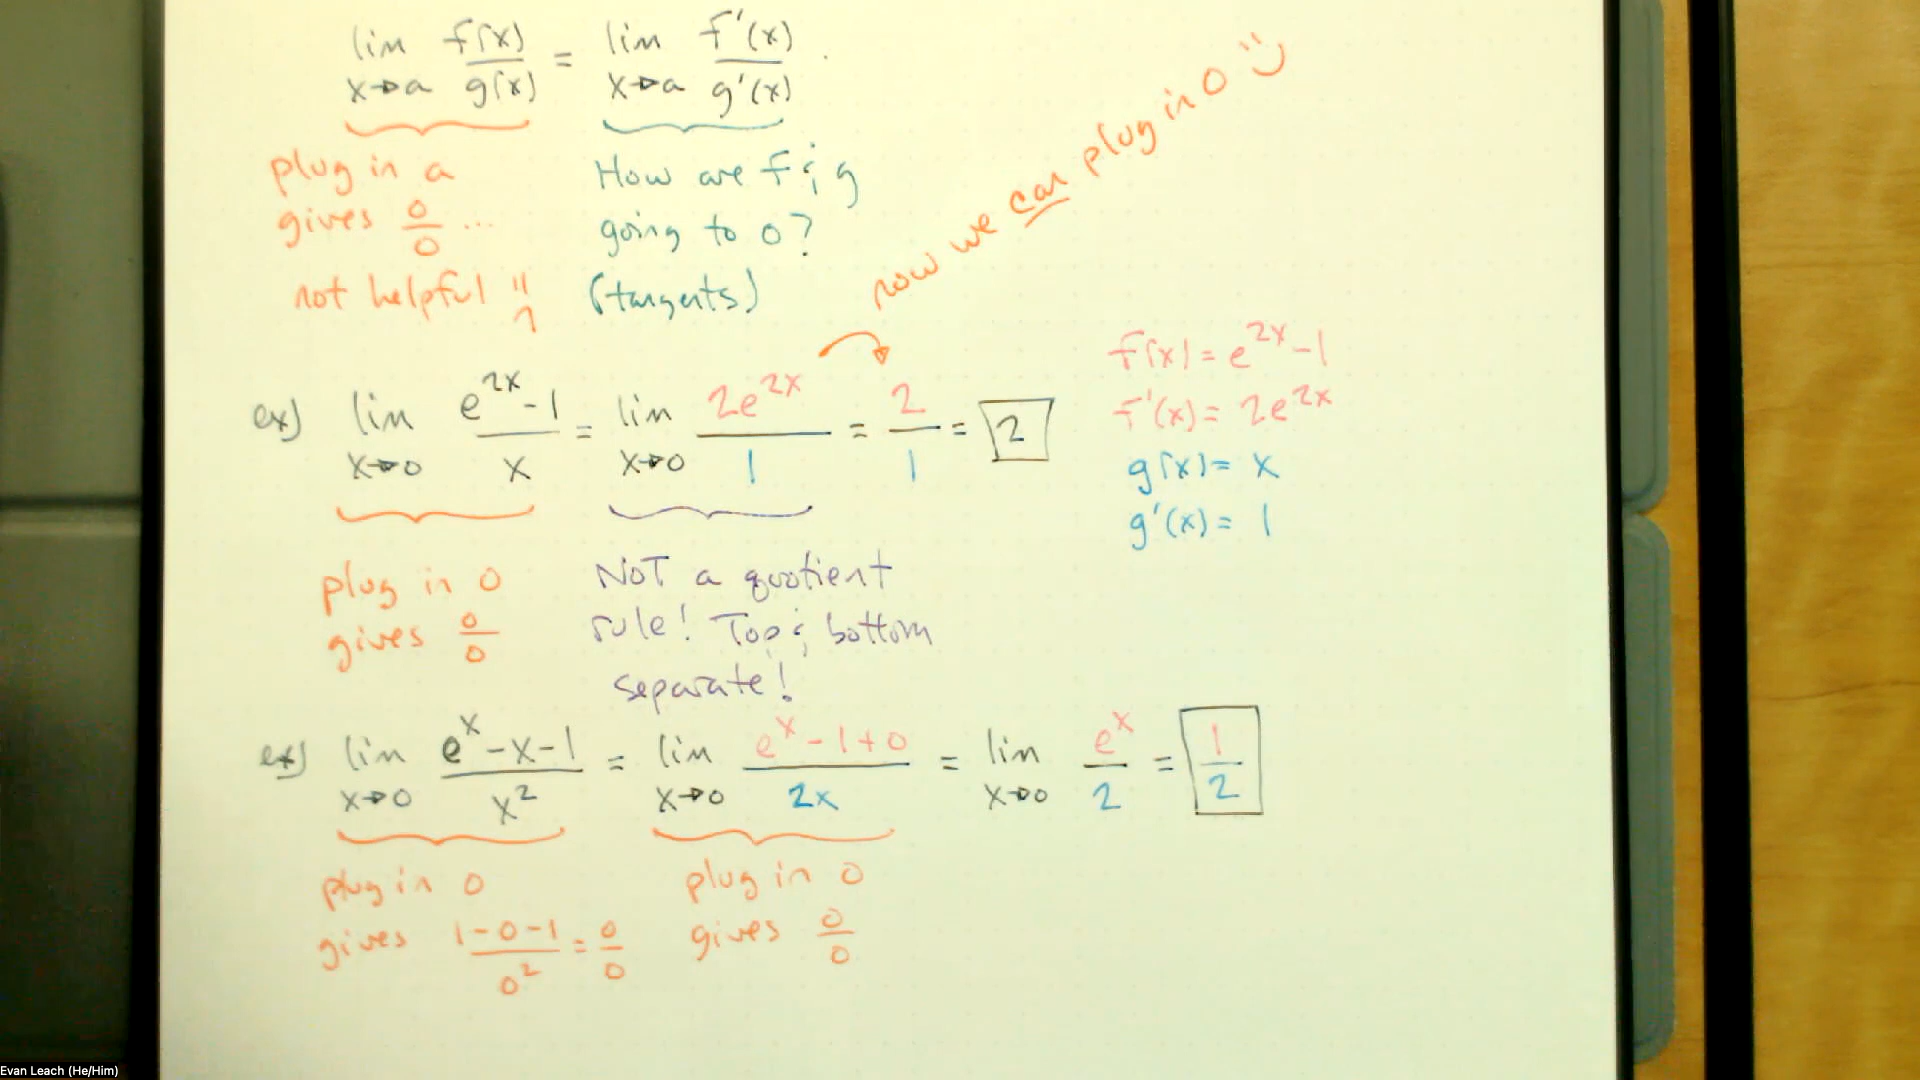 lim x→a f(x)/g(x) = lim x→a f'(x)/g'(x).
plug in a
gives 0/0 ...
not helpful
How are f & g
going to 0?
(tangents)
now we can plug in 0
ex) lim x→0 (e^2x - 1)/x = lim x→0 2e^2x/1 = 2/1 = 2
f(x) = e^2x - 1
f'(x) = 2e^2x
g(x) = x
g'(x) = 1
plug in 0
gives 0/0
NOT a quotient
rule! Top & bottom
separate!
ex) lim x→0 (e^x - x - 1)/x^2 = lim x→0 (e^x - 1 + 0)/2x = lim x→0 e^x/2 = 1/2
plug in 0
gives (1-0-1)/0^2 = 0/0
plug in 0
gives 0/0
Evan Leach (He/Him)